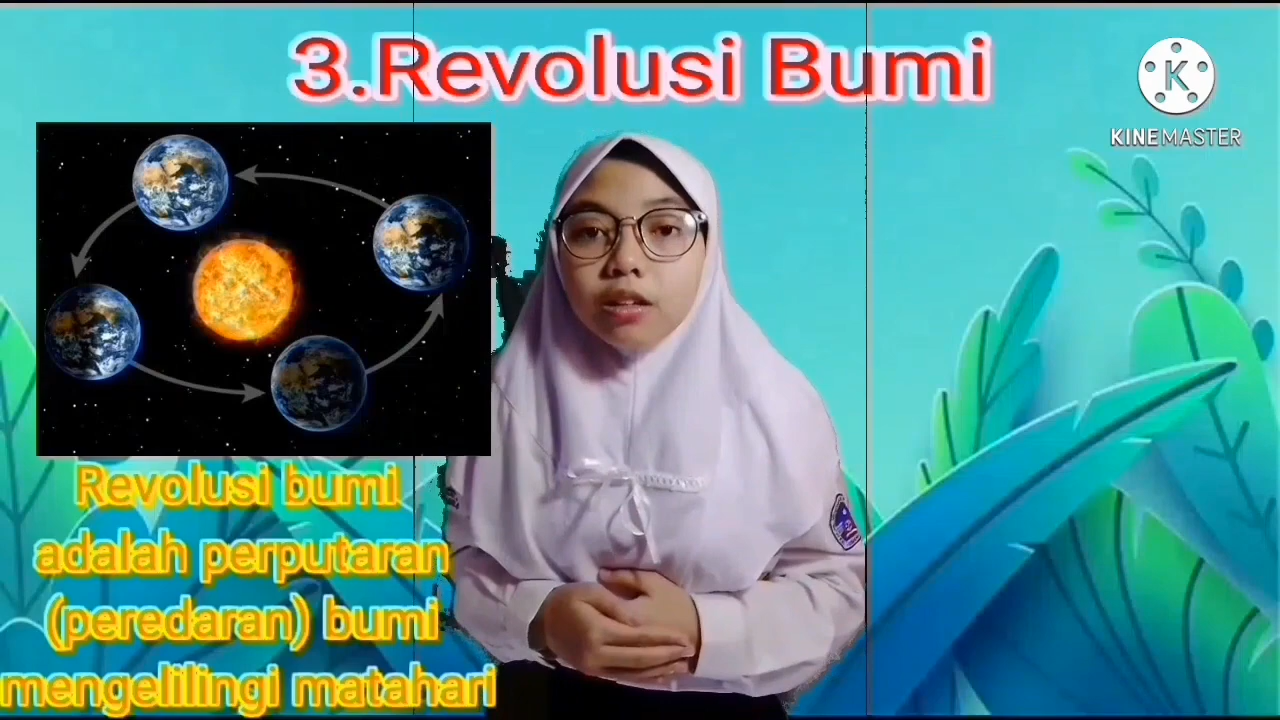 3.Revolusi Bumi
K
KINEMASTER
Revolusi bumi
adalah perputaran
(peredaran) bumi
mengelilingi matahari